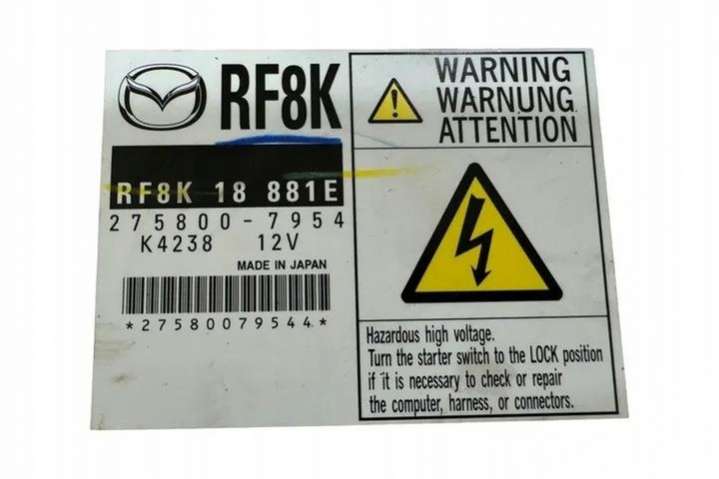 RF8K
RF8K 18 881E
275800-7954
K4238 12V
MADE IN JAPAN
*27580079544*
WARNING
WARNUNG
ATTENTION
Hazardous high voltage.
Turn the starter switch to the LOCK position
if it is necessary to check or repair
the computer, harness, or connectors.